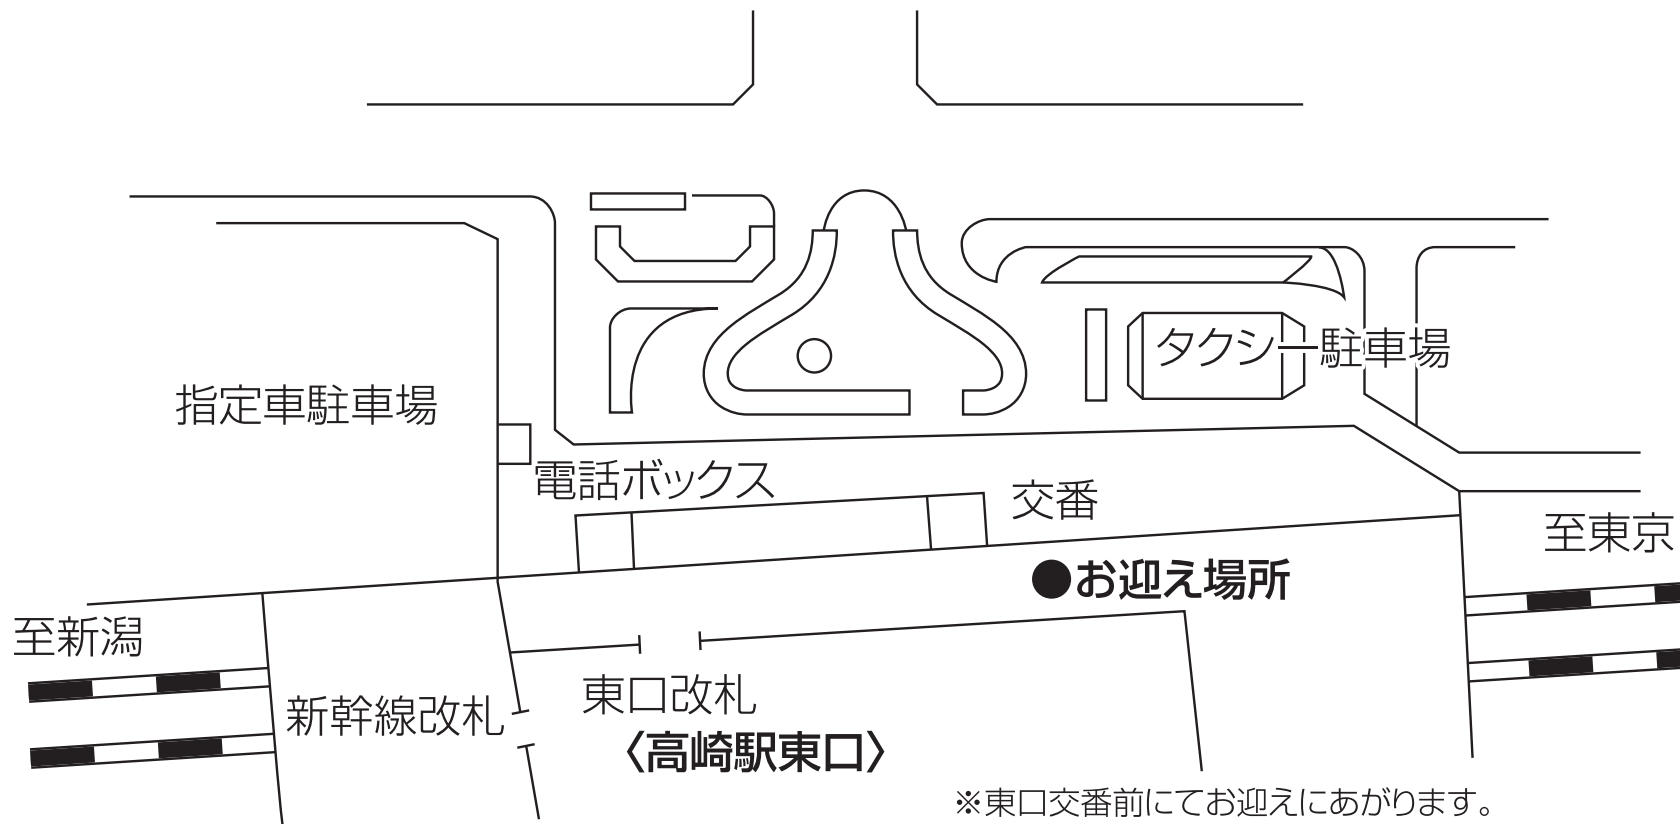 タクシー駐車場
指定車駐車場
電話ボックス
交番
至東京
●お迎え場所
至新潟
新幹線改札
東口改札
〈高崎駅東口〉
※東口交番前にてお迎えにあがります。